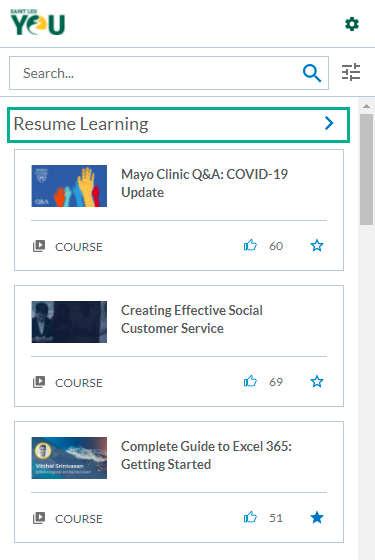 SAINT LEO
YOU
Search...
Resume Learning
Mayo Clinic Q&A: COVID-19
Update
Q&A
COURSE
60
Creating Effective Social
Customer Service
COURSE
69
Complete Guide to Excel 365:
Getting Started
Vitthal Srinivasan
COURSE
51